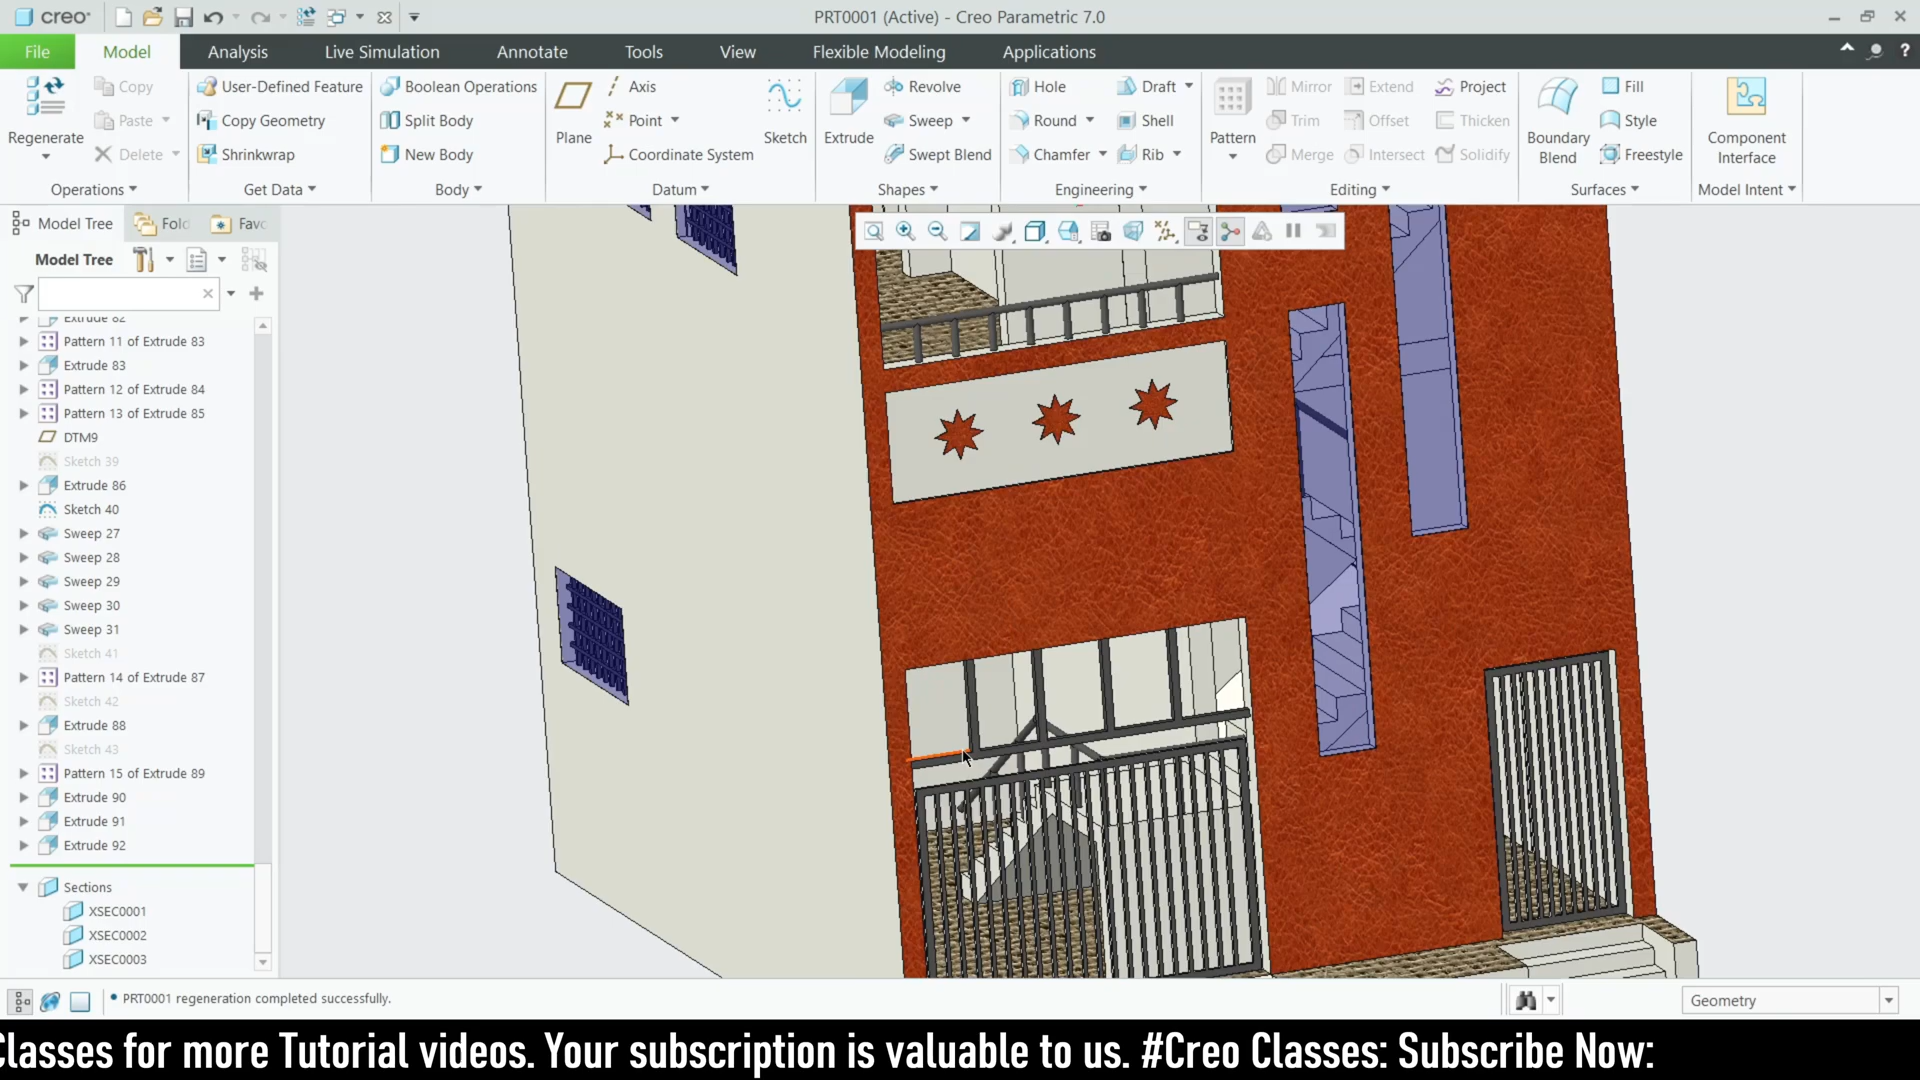 creo
PRT0001 (Active) - Creo Parametric 7.0
File
Model
Analysis
Live Simulation
Annotate
Tools
View
Flexible Modeling
Applications
Regenerate
Copy
Paste
Delete
Operations
User-Defined Feature
Copy Geometry
Shrinkwrap
Get Data
Boolean Operations
Split Body
New Body
Body
Plane
Axis
Point
Coordinate System
Sketch
Datum
Extrude
Revolve
Sweep
Swept Blend
Shapes
Hole
Round
Chamfer
Draft
Shell
Rib
Engineering
Pattern
Mirror
Trim
Merge
Extend
Offset
Intersect
Project
Thicken
Solidify
Editing
Boundary
Blend
Fill
Style
Freestyle
Surfaces
Component
Interface
Model Intent
Model Tree
Fold
Favo
Model Tree
Extrude 82
Pattern 11 of Extrude 83
Extrude 83
Pattern 12 of Extrude 84
Pattern 13 of Extrude 85
DTM9
Sketch 39
Extrude 86
Sketch 40
Sweep 27
Sweep 28
Sweep 29
Sweep 30
Sweep 31
Sketch 41
Pattern 14 of Extrude 87
Sketch 42
Extrude 88
Sketch 43
Pattern 15 of Extrude 89
Extrude 90
Extrude 91
Extrude 92
Sections
XSEC0001
XSEC0002
XSEC0003
• PRT0001 regeneration completed successfully.
Geometry
Classes for more Tutorial videos. Your subscription is valuable to us. #Creo Classes: Subscribe Now: